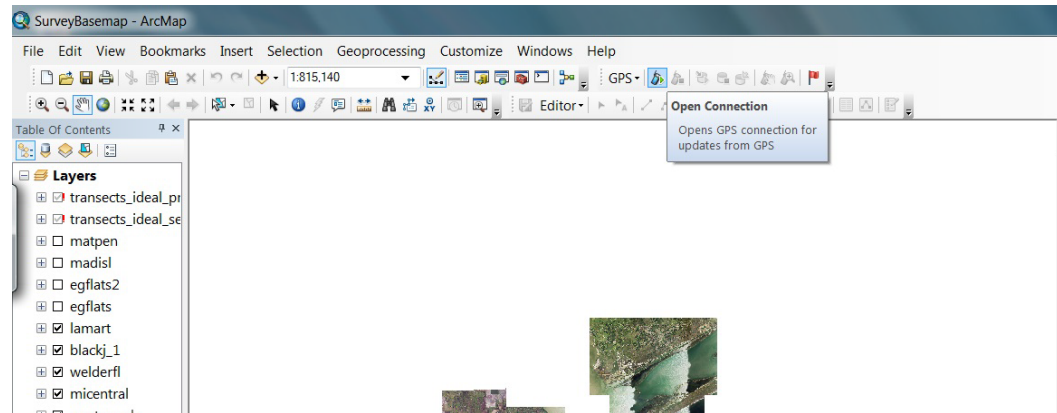 SurveyBasemap - ArcMap
File Edit View Bookmarks Insert Selection Geoprocessing Customize Windows Help
1:815,140 GPS
Editor
Open Connection
Opens GPS connection for
updates from GPS
Table Of Contents
Layers
transects_ideal_pr
transects_ideal_se
matpen
madisl
egflats2
egflats
lamart
blackj_1
welderfl
micentral